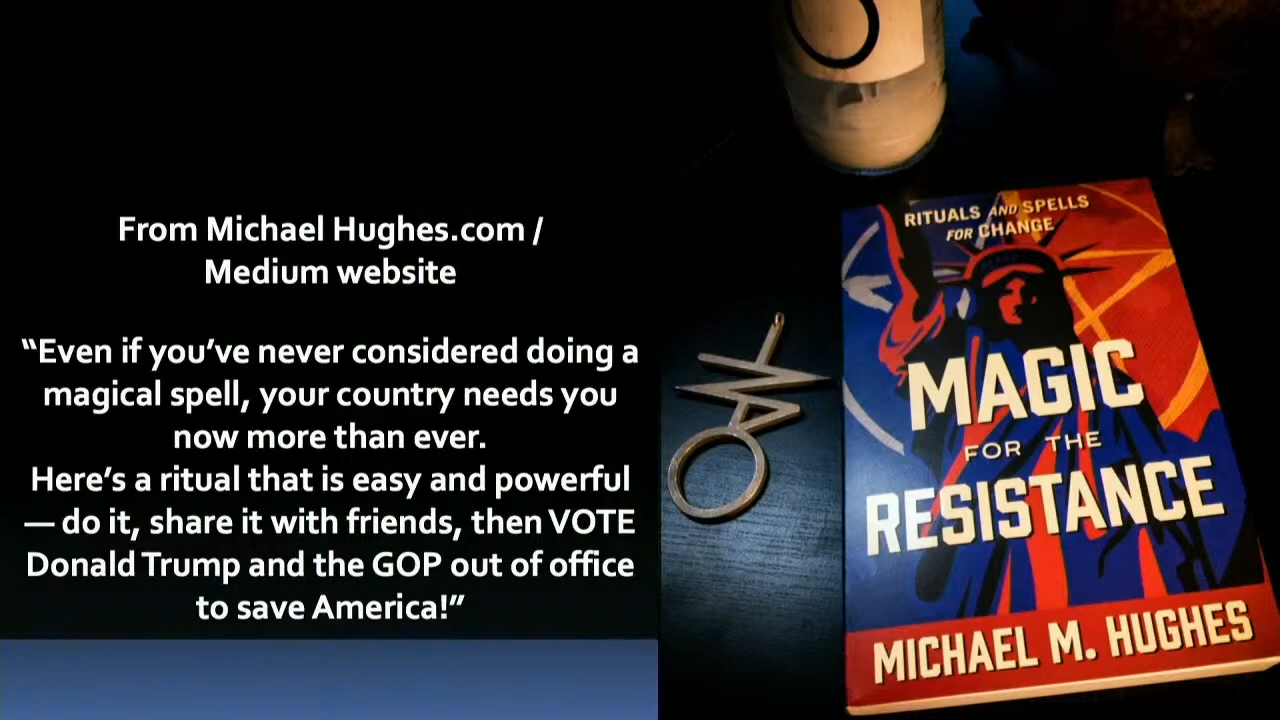 From Michael Hughes.com /
Medium website
“Even if you’ve never considered doing a
magical spell, your country needs you
now more than ever.
Here’s a ritual that is easy and powerful
— do it, share it with friends, then VOTE
Donald Trump and the GOP out of office
to save America!”
RITUALS AND SPELLS
FOR CHANGE
MAGIC
FOR THE
RESISTANCE
MICHAEL M. HUGHES